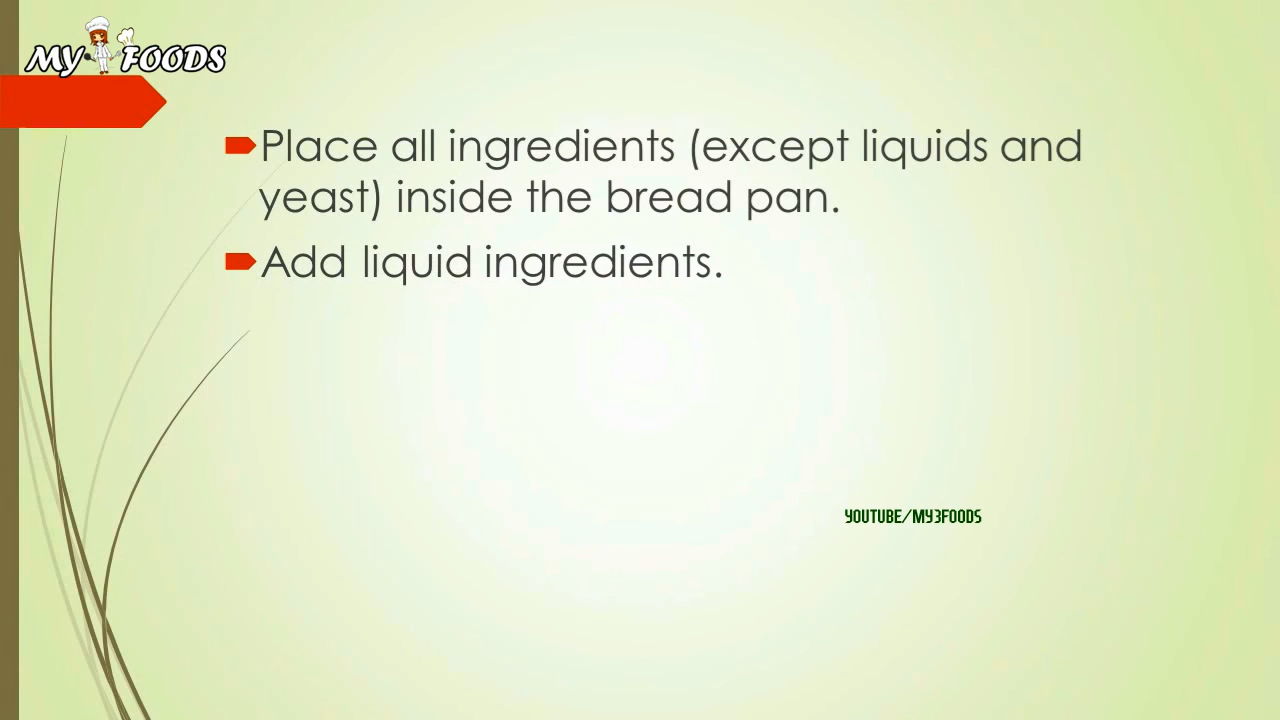 MY FOODS
Place all ingredients (except liquids and
yeast) inside the bread pan.
Add liquid ingredients.
YOUTUBE/MY3FOODS